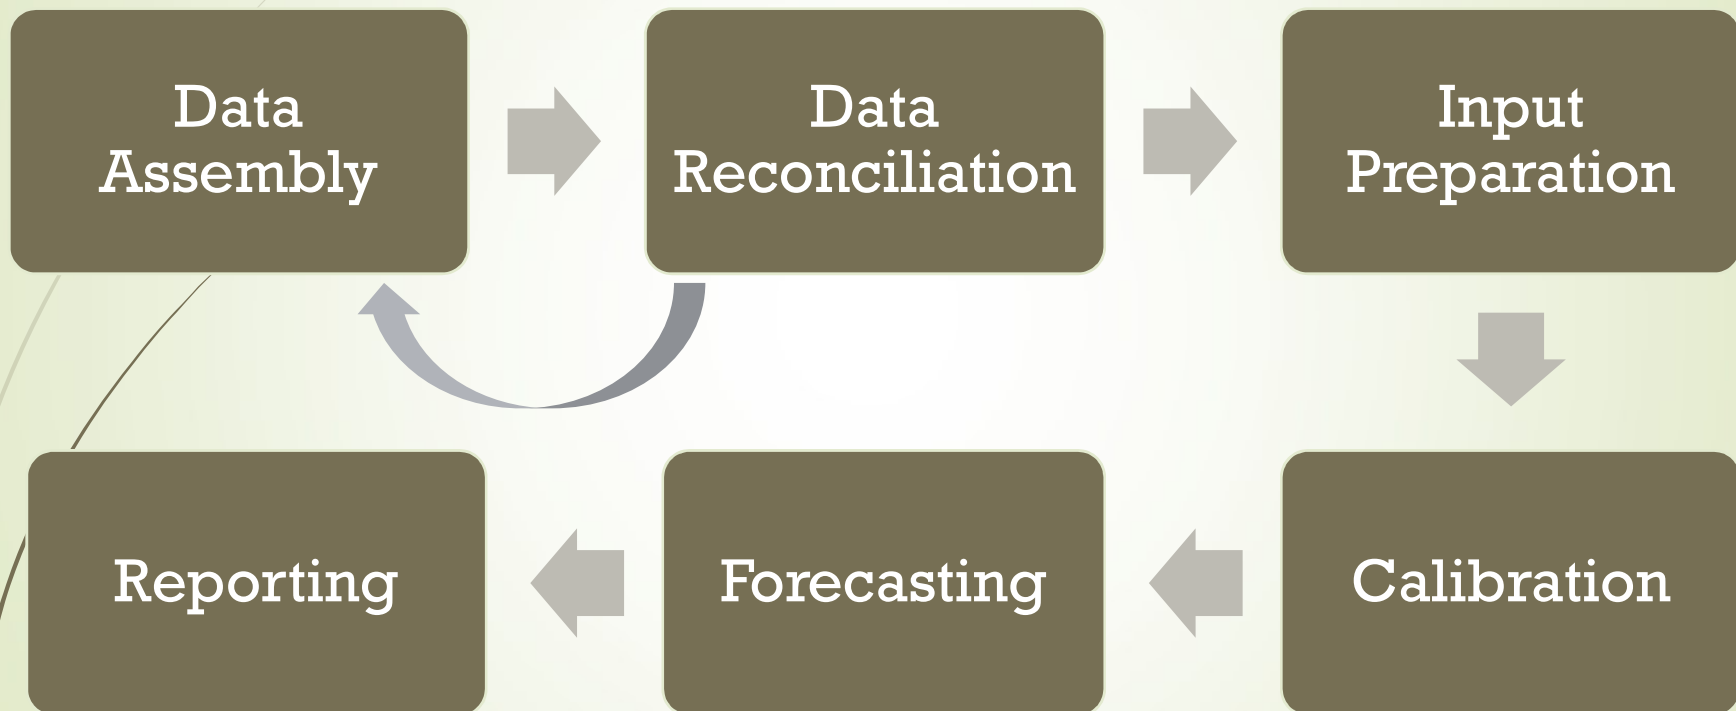 Data
Assembly
Data
Reconciliation
Input
Preparation
Reporting
Forecasting
Calibration